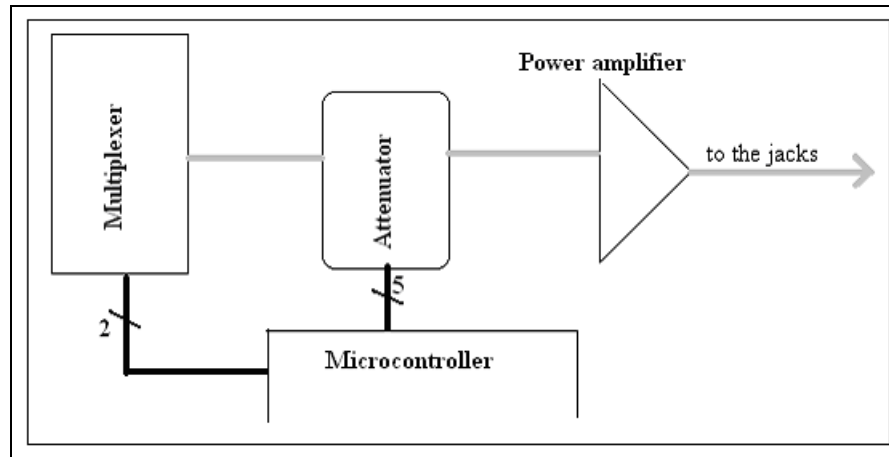 Power amplifier
Multiplexer
Attenuator
to the jacks
5
2
Microcontroller